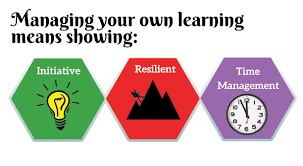 Managing your own learning
means showing:
Initiative
Resilient
Time
Management